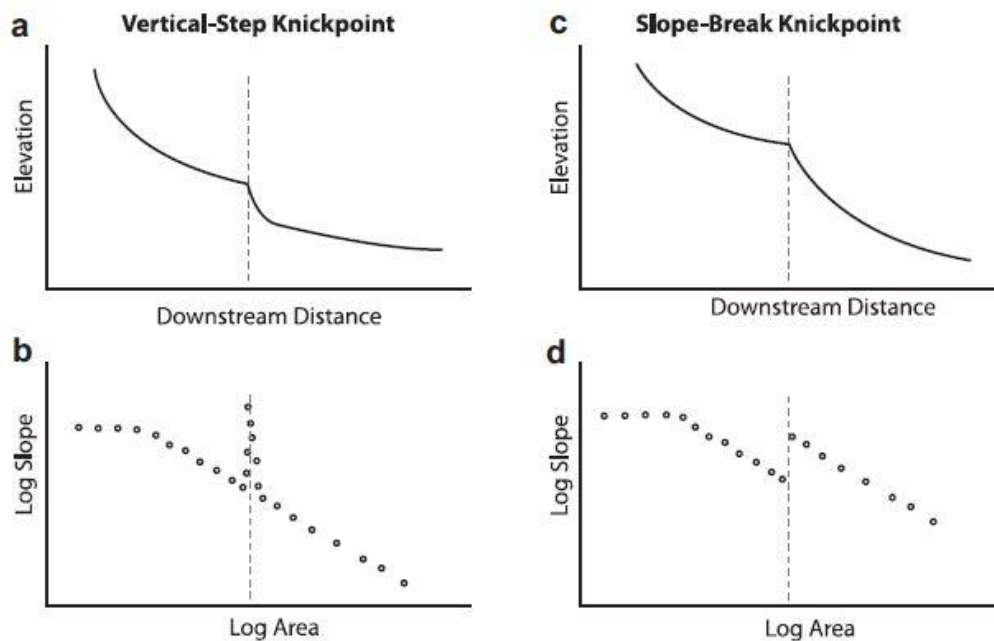 a
Vertical-Step Knickpoint
Elevation
Downstream Distance
c
Slope-Break Knickpoint
Elevation
Downstream Distance
b
Log Slope
Log Area
d
Log Slope
Log Area